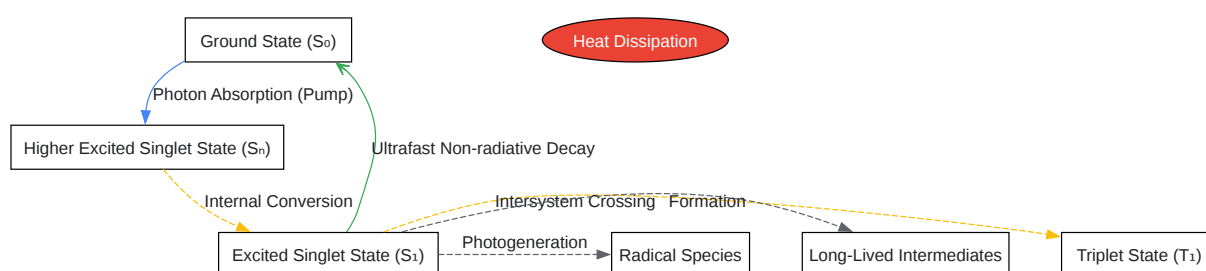 Ground State (S₀)
Heat Dissipation
Photon Absorption (Pump)
Higher Excited Singlet State (Sₙ)
Ultrafast Non-radiative Decay
Internal Conversion
Intersystem Crossing
Formation
Photogeneration
Excited Singlet State (S₁)
Radical Species
Long-Lived Intermediates
Triplet State (T₁)